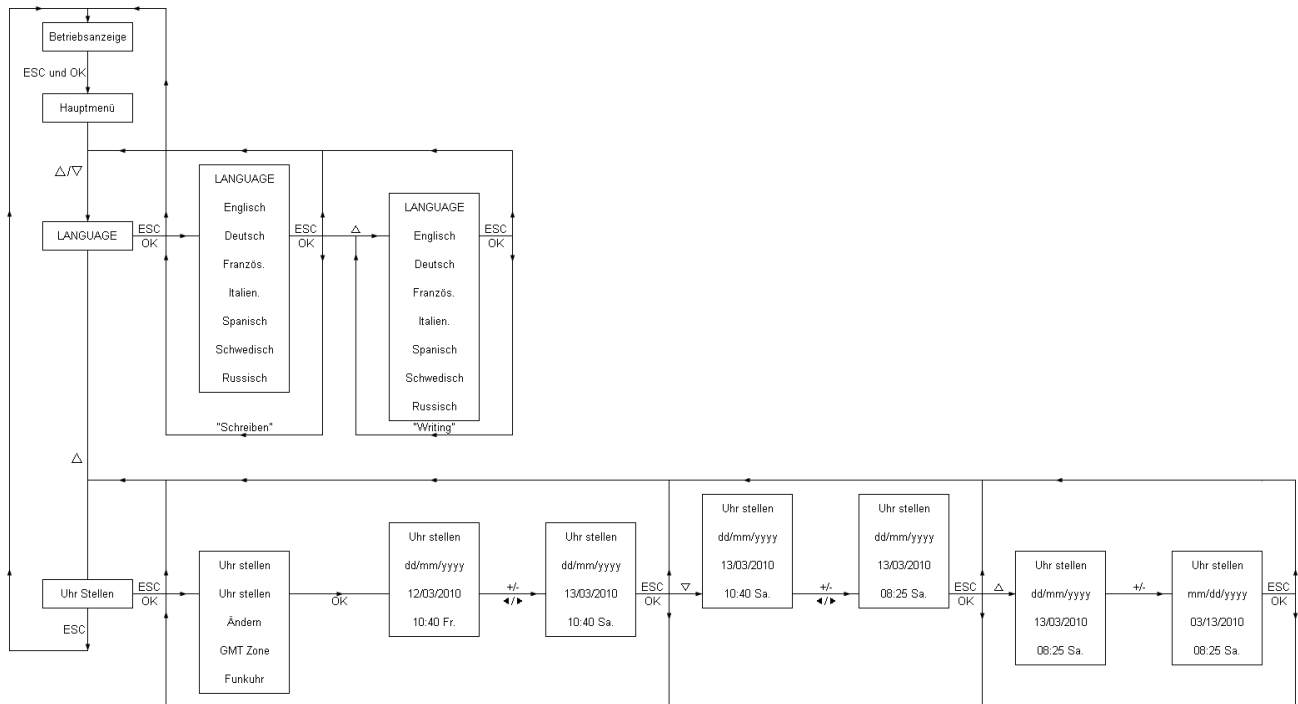 Betriebsanzeige
ESC und OK
Hauptmenü
△/▽
LANGUAGE
ESC
OK
LANGUAGE
Englisch
Deutsch
Französ.
Italien.
Spanisch
Schwedisch
Russisch
"Schreiben"
ESC
OK
△
LANGUAGE
Englisch
Deutsch
Französ.
Italien.
Spanisch
Schwedisch
Russisch
"Writing"
ESC
OK
△
Uhr Stellen
ESC
ESC
OK
Uhr stellen
Uhr stellen
Ändern
GMT Zone
Funkuhr
OK
Uhr stellen
dd/mm/yyyy
12/03/2010
10:40 Fr.
+/-
◄/►
Uhr stellen
dd/mm/yyyy
13/03/2010
10:40 Sa.
ESC
OK
▽
Uhr stellen
dd/mm/yyyy
13/03/2010
10:40 Sa.
+/-
◄/►
Uhr stellen
dd/mm/yyyy
13/03/2010
08:25 Sa.
ESC
OK
△
Uhr stellen
dd/mm/yyyy
13/03/2010
08:25 Sa.
+/-
Uhr stellen
mm/dd/yyyy
03/13/2010
08:25 Sa.
ESC
OK